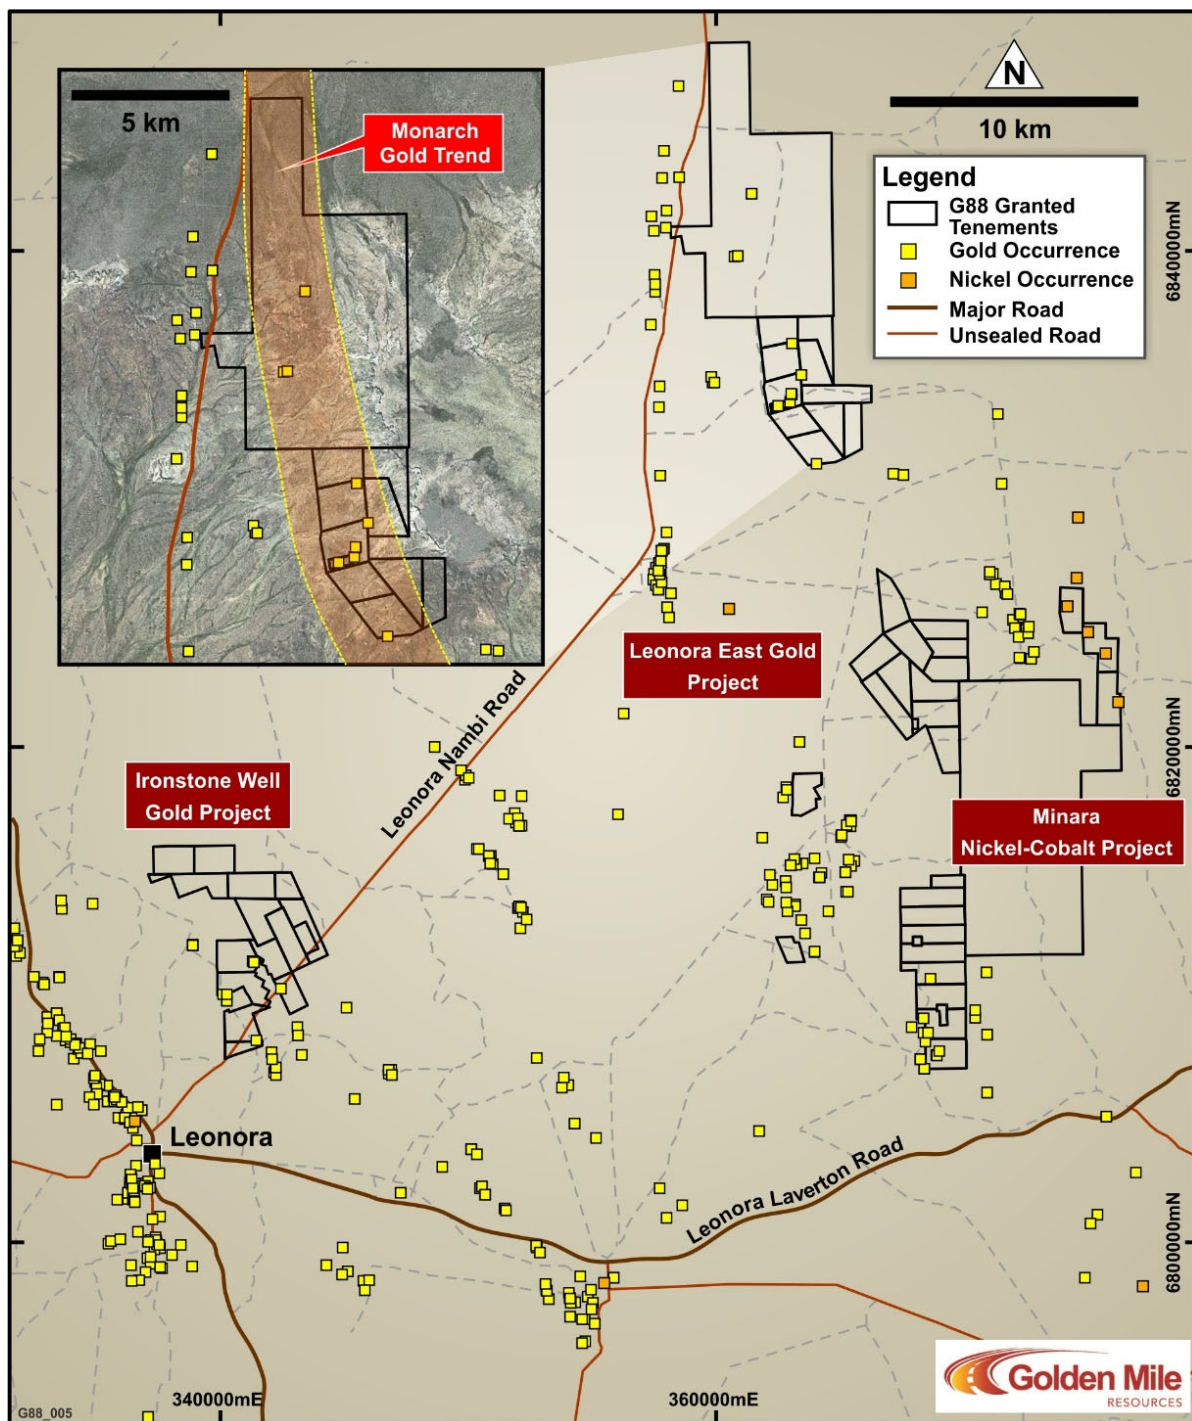 5 km
Monarch
Gold Trend
N
10 km
Legend
G88 Granted
Tenements
Gold Occurrence
Nickel Occurrence
Major Road
Unsealed Road
6840000mN
Leonora East Gold
Project
Leonora Nambi Road
Ironstone Well
Gold Project
6820000mN
Minara
Nickel-Cobalt Project
Leonora
Leonora Laverton Road
6800000mN
340000mE
360000mE
G88_005
Golden Mile
RESOURCES